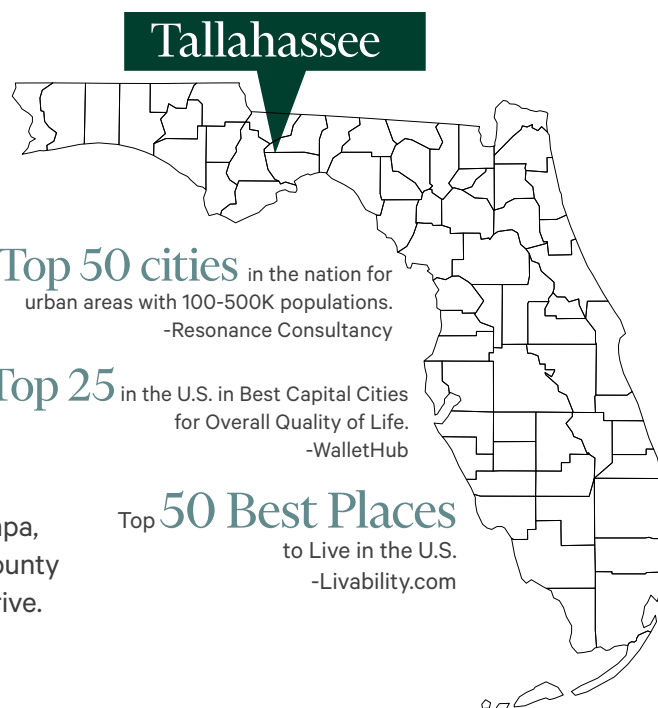 Tallahassee
Top 50 cities in the nation for
urban areas with 100-500K populations.
-Resonance Consultancy
Top 25 in the U.S. in Best Capital Cities
for Overall Quality of Life.
-WalletHub
Top 50 Best Places
to Live in the U.S.
-Livability.com